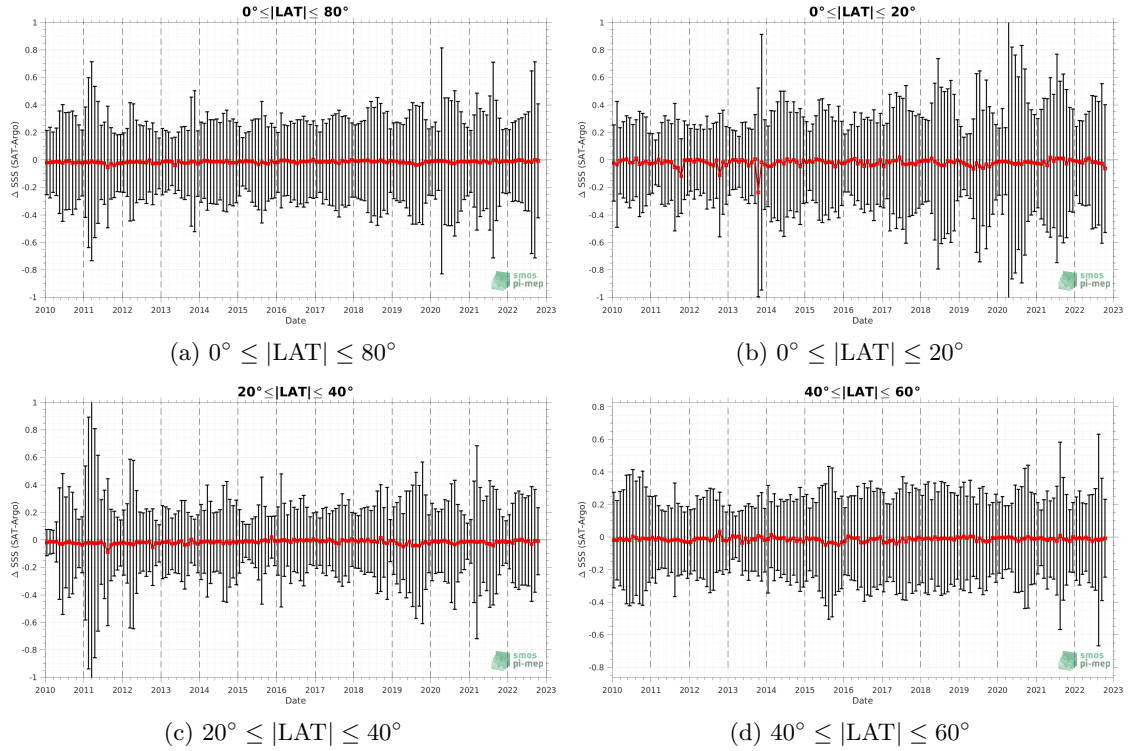 0°≤|LAT|≤ 80°
1
0.8
0.6
0.4
0.2
0
-0.2
-0.4
-0.6
-0.8
-1
Δ SSS (SAT-Argo)
2010 2011 2012 2013 2014 2015 2016 2017 2018 2019 2020 2021 2022 2023
Date
smos
pi-mep
(a) 0° ≤ |LAT| ≤ 80°
0°≤|LAT|≤ 20°
1
0.8
0.6
0.4
0.2
0
-0.2
-0.4
-0.6
-0.8
-1
Δ SSS (SAT-Argo)
2010 2011 2012 2013 2014 2015 2016 2017 2018 2019 2020 2021 2022 2023
Date
smos
pi-mep
(b) 0° ≤ |LAT| ≤ 20°
20°≤|LAT|≤ 40°
1
0.8
0.6
0.4
0.2
0
-0.2
-0.4
-0.6
-0.8
-1
Δ SSS (SAT-Argo)
2010 2011 2012 2013 2014 2015 2016 2017 2018 2019 2020 2021 2022 2023
Date
smos
pi-mep
(c) 20° ≤ |LAT| ≤ 40°
40°≤|LAT|≤ 60°
0.8
0.6
0.4
0.2
0
-0.2
-0.4
-0.6
-0.8
Δ SSS (SAT-Argo)
2010 2011 2012 2013 2014 2015 2016 2017 2018 2019 2020 2021 2022 2023
Date
smos
pi-mep
(d) 40° ≤ |LAT| ≤ 60°